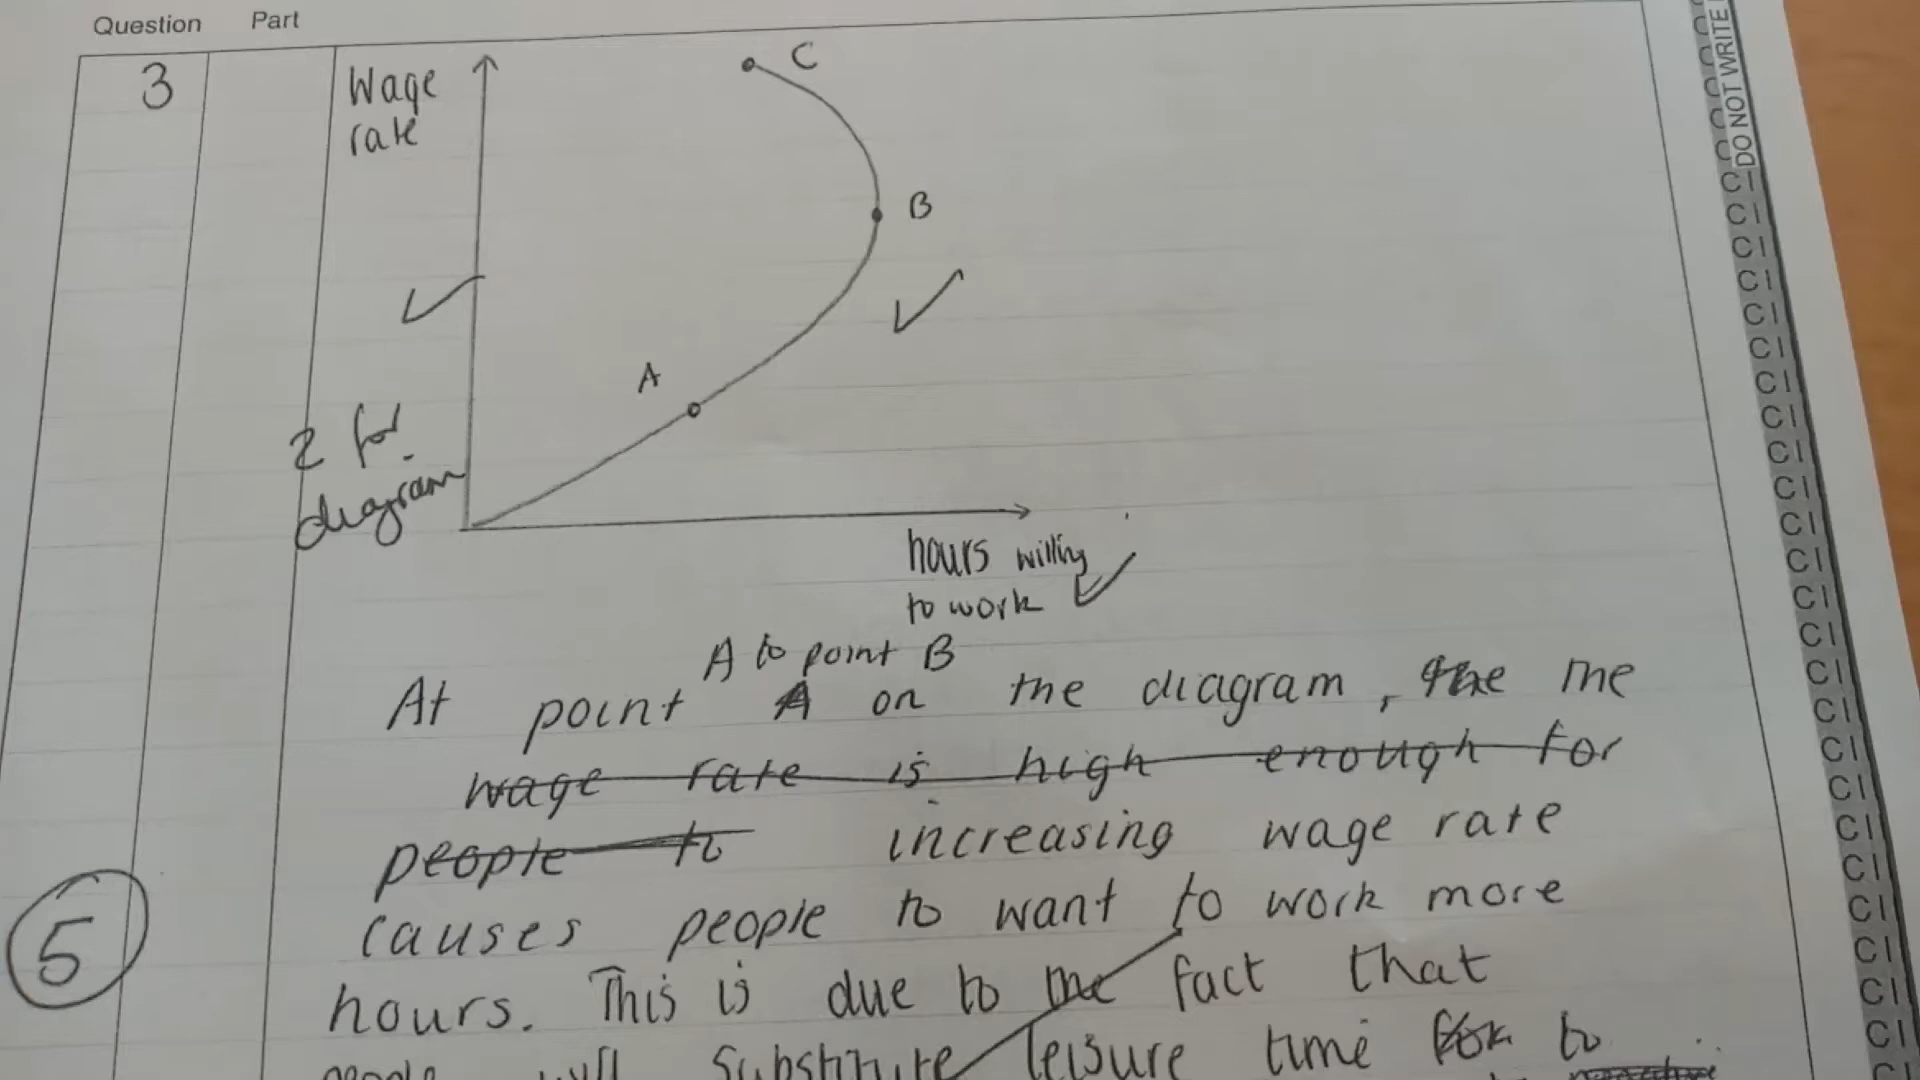 Question Part
3
Wage
rate
C
B
A
2 for
diagram
hours willing
to work
A to point B
At point A on the diagram, the the
wage rate is high enough for
people to increasing wage rate
causes people to want to work more
hours. This is due to the fact that
people will substitute leisure time for to
5
DO NOT WRITE